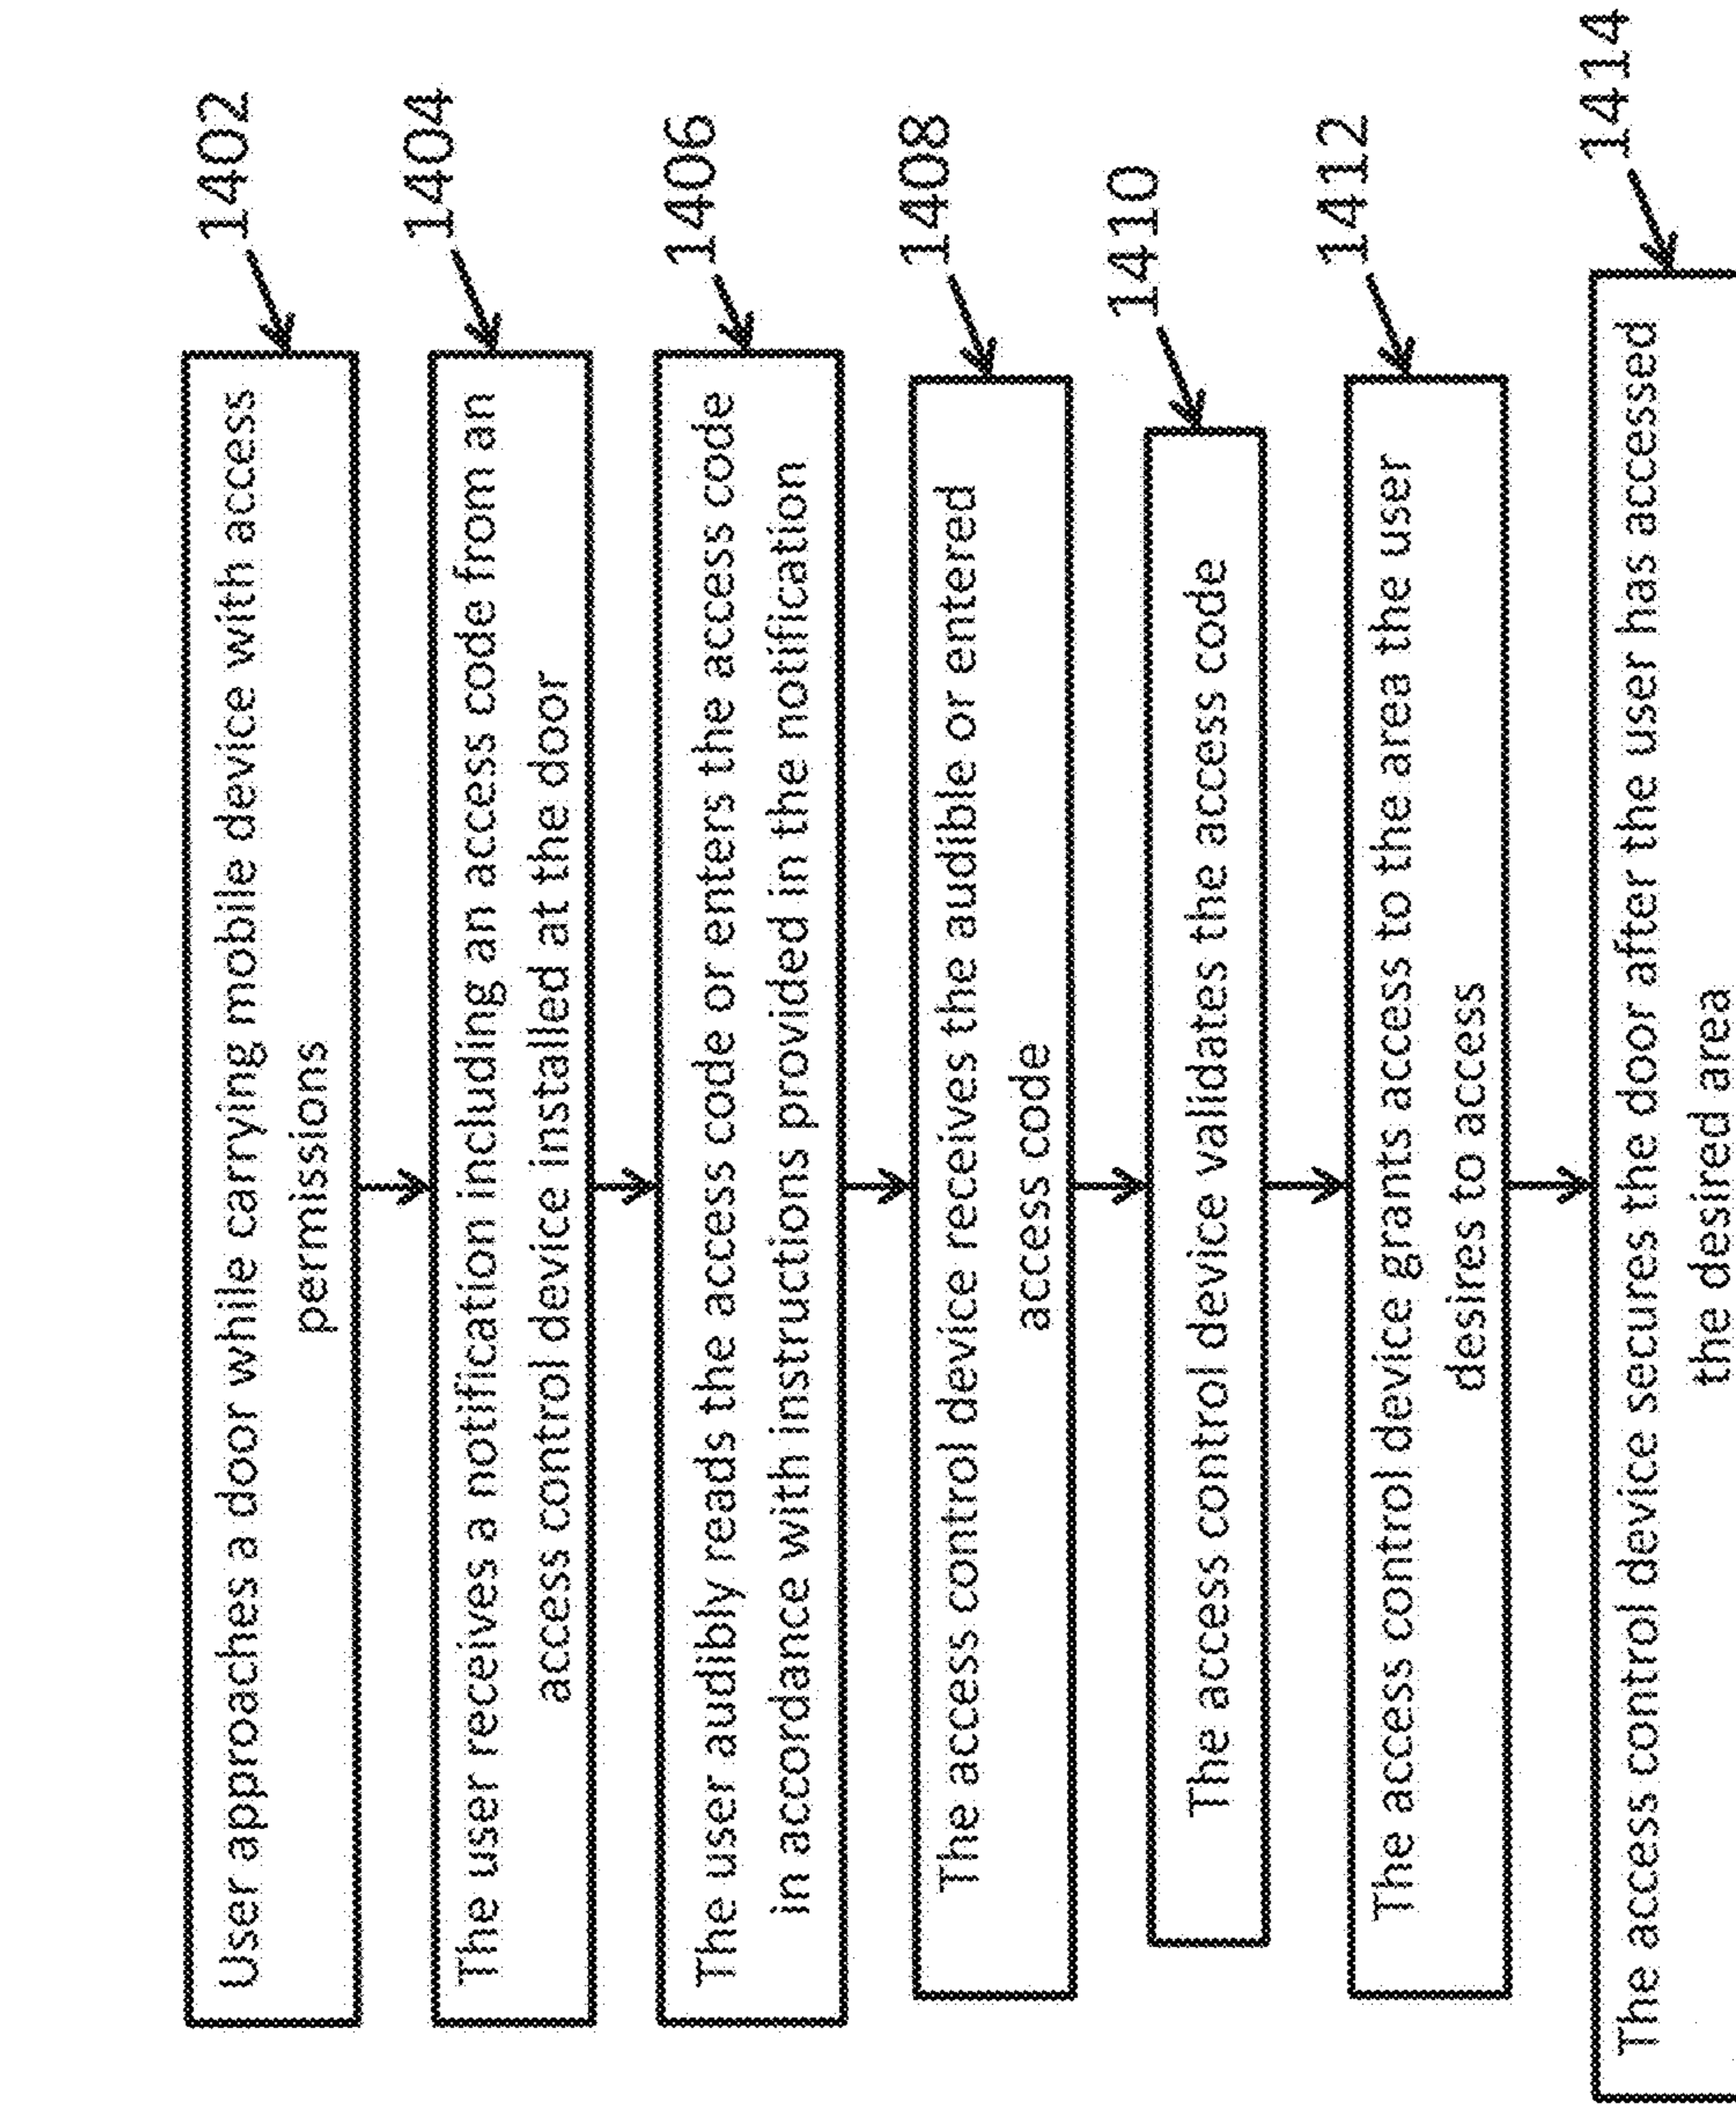 User approaches a door while carrying mobile device with access
permissions
1402
The user receives a notification including an access code from an
access control device installed at the door
1404
The user audibly reads the access code or enters the access code
in accordance with instructions provided in the notification
1406
The access control device receives the audible or entered
access code
1408
The access control device validates the access code
1410
The access control device grants access to the area the user
desires to access
1412
The access control device secures the door after the user has accessed
the desired area
1414